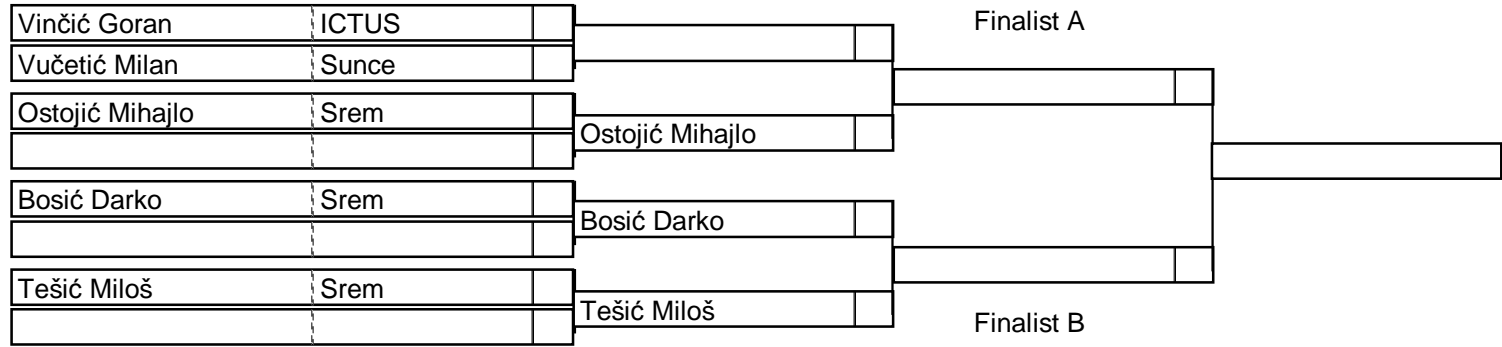 Vinčić Goran ICTUS
Finalist A
Vučetić Milan Sunce
Ostojić Mihajlo Srem
Ostojić Mihajlo
Bosić Darko Srem
Bosić Darko
Tešić Miloš Srem
Tešić Miloš
Finalist B